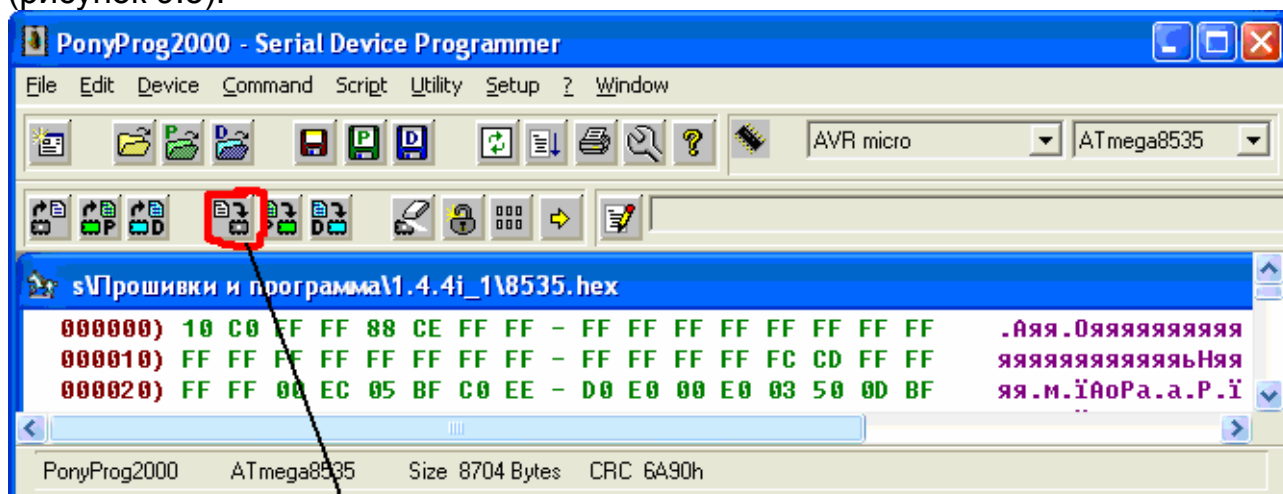 (рисунок
PonyProg2000 - Serial Device Programmer
File Edit Device Command Script Utility Setup ? Window
P D P D ? AVR micro ATmega8535
P D P D
s\Прошивки и программа\1.4.4i_1\8535.hex
000000) 10 C0 FF FF 88 CE FF FF - FF FF FF FF FF FF FF FF .Аяя.Ояяяяяяяяяя
000010) FF FF FF FF FF FF FF FF - FF FF FF FF FC CD FF FF яяяяяяяяяяяяьНяя
000020) FF FF 00 EC 05 BF C0 EE - D0 E0 00 E0 03 50 0D BF яя.м.їАоРа.а.Р.ї
PonyProg2000 ATmega8535 Size 8704 Bytes CRC 6A90h